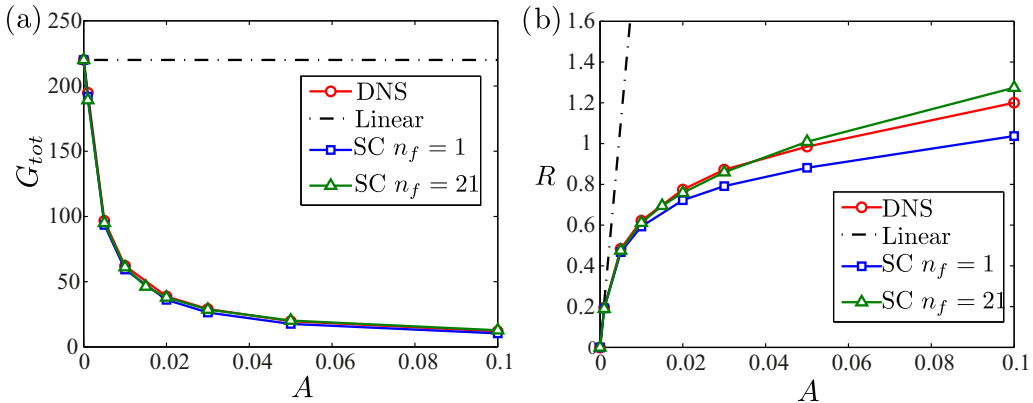 (a)
250
200
150
100
50
0
G_tot
0
0.02
0.04
0.06
0.08
0.1
A
DNS
Linear
SC n_f = 1
SC n_f = 21
(b)
1.6
1.4
1.2
1
0.8
0.6
0.4
0.2
0
R
0
0.02
0.04
0.06
0.08
0.1
A
DNS
Linear
SC n_f = 1
SC n_f = 21